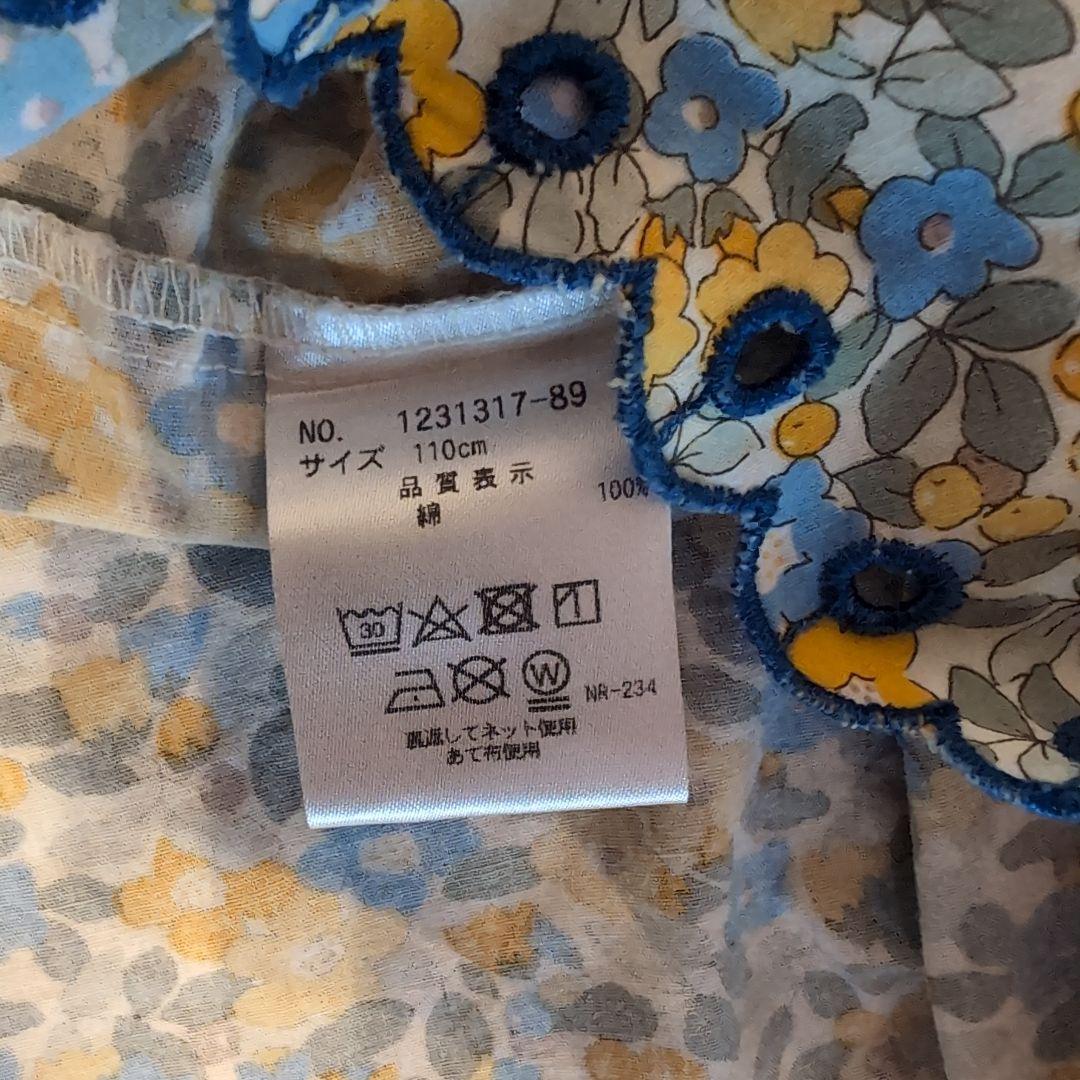 NO. 1231317-89
サイズ 110cm
品質表示
綿 100%
30
W
NR-234
裏返してネット使用
あて布使用